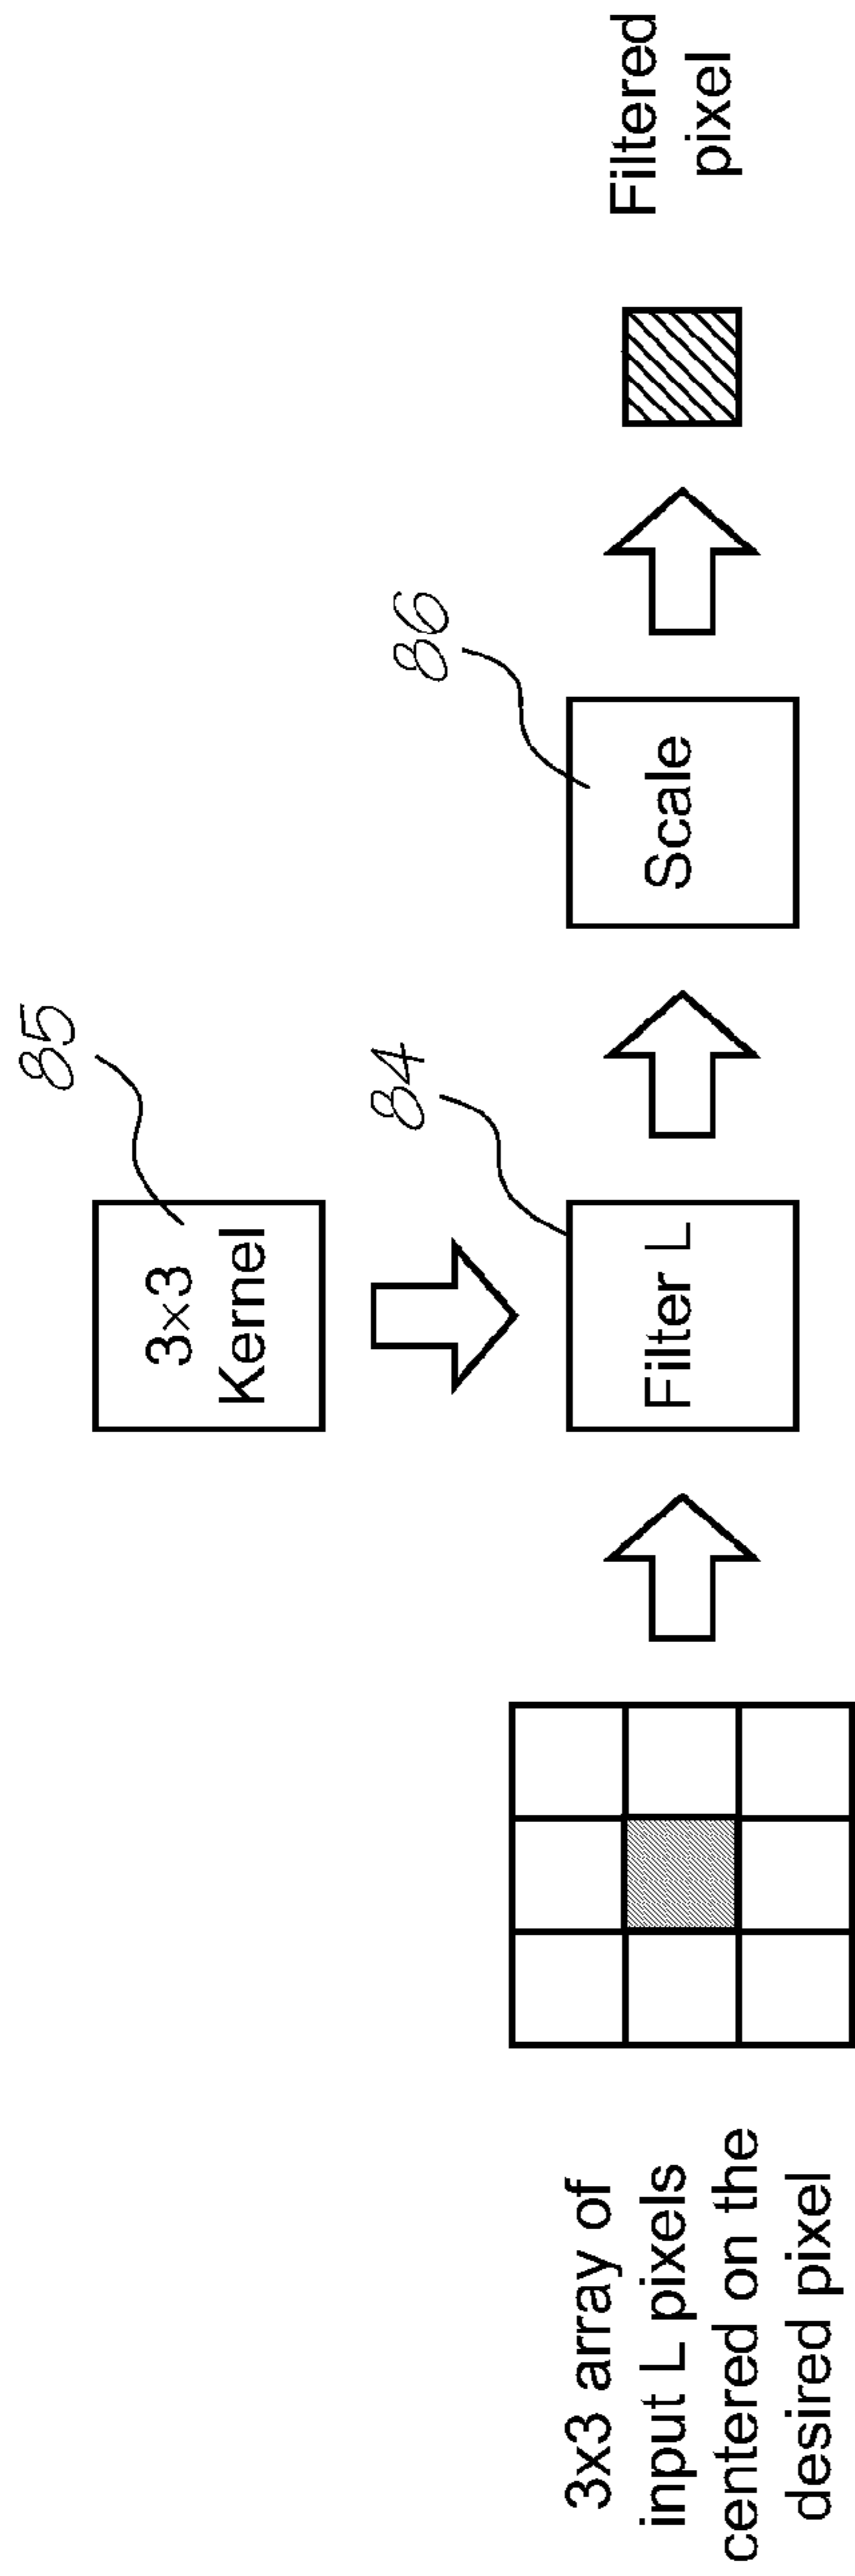 85
3×3
Kernel
84
86
3x3 array of
input L pixels
centered on the
desired pixel
Filter L
Scale
Filtered
pixel